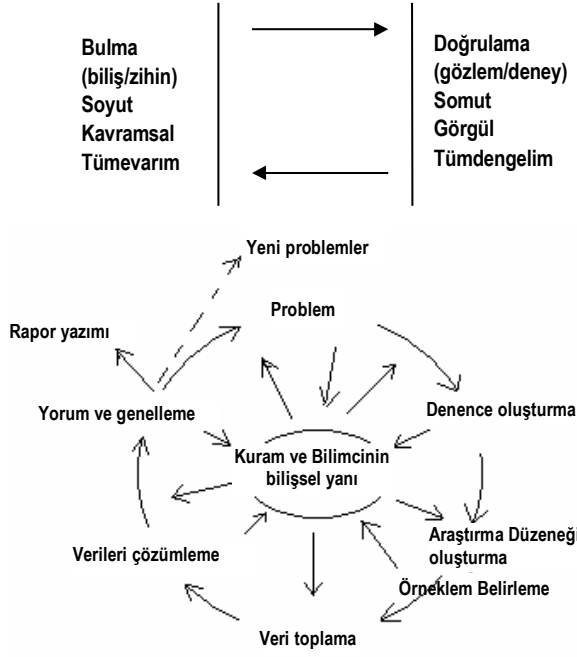 Bulma
(biliş/zihin)
Soyut
Kavramsal
Tümevarım
Doğrulama
(gözlem/deney)
Somut
Görgül
Tümdengelim
Yeni problemler
Problem
Rapor yazımı
Yorum ve genelleme
Denence oluşturma
Kuram ve Bilimcinin
bilişsel yanı
Araştırma Düzeneği
oluşturma
Verileri çözümleme
Örneklem Belirleme
Veri toplama